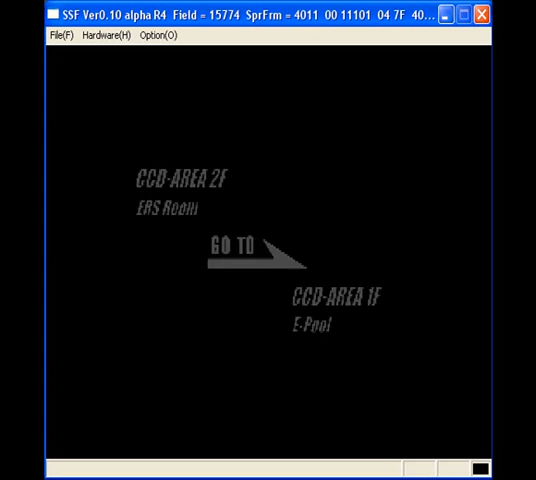 SSF Ver0.10 alpha R4 Field = 15774 SprFrm = 4011 00 11101 04 7F 40...
File(F) Hardware(H) Option(O)
CCD-AREA 2F
ERS Room
GO TO
CCD-AREA 1F
E-Pool